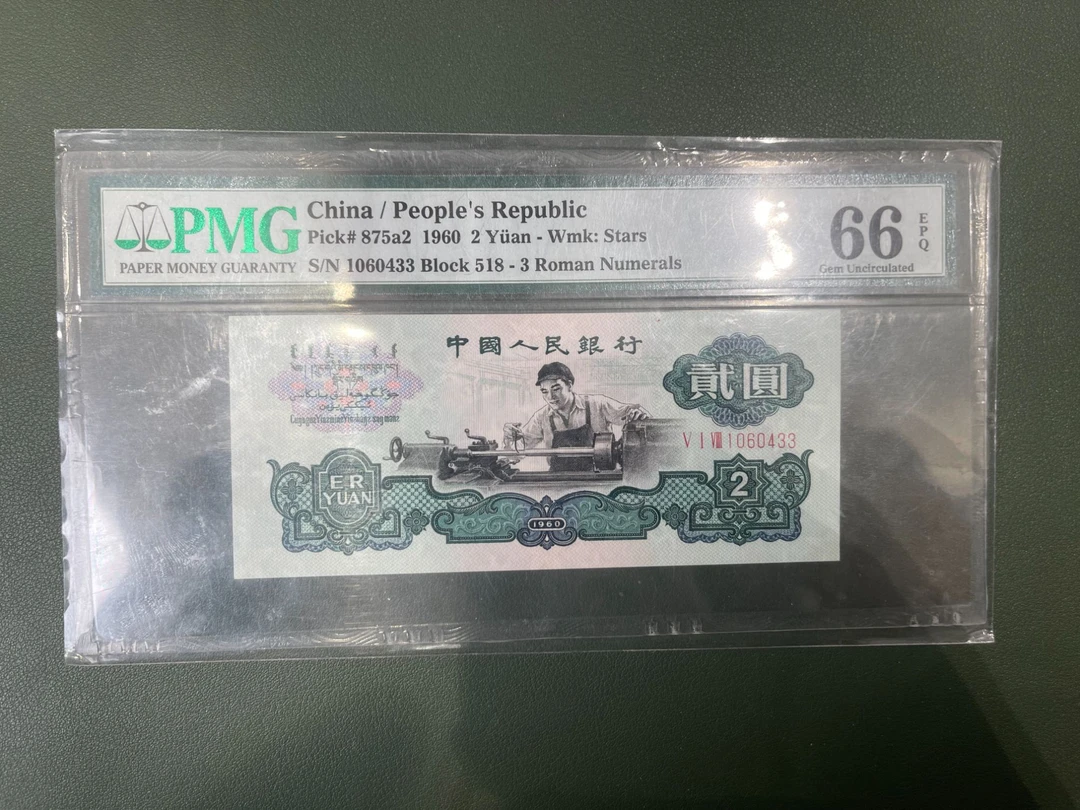 PMG
PAPER MONEY GUARANTY
China / People's Republic
Pick# 875a2 1960 2 Yüan - Wmk: Stars
S/N 1060433 Block 518 - 3 Roman Numerals
66 EPQ
Gem Uncirculated
中國人民銀行
貳圓
V I VIII 1060433
ER
YUAN
2
1960